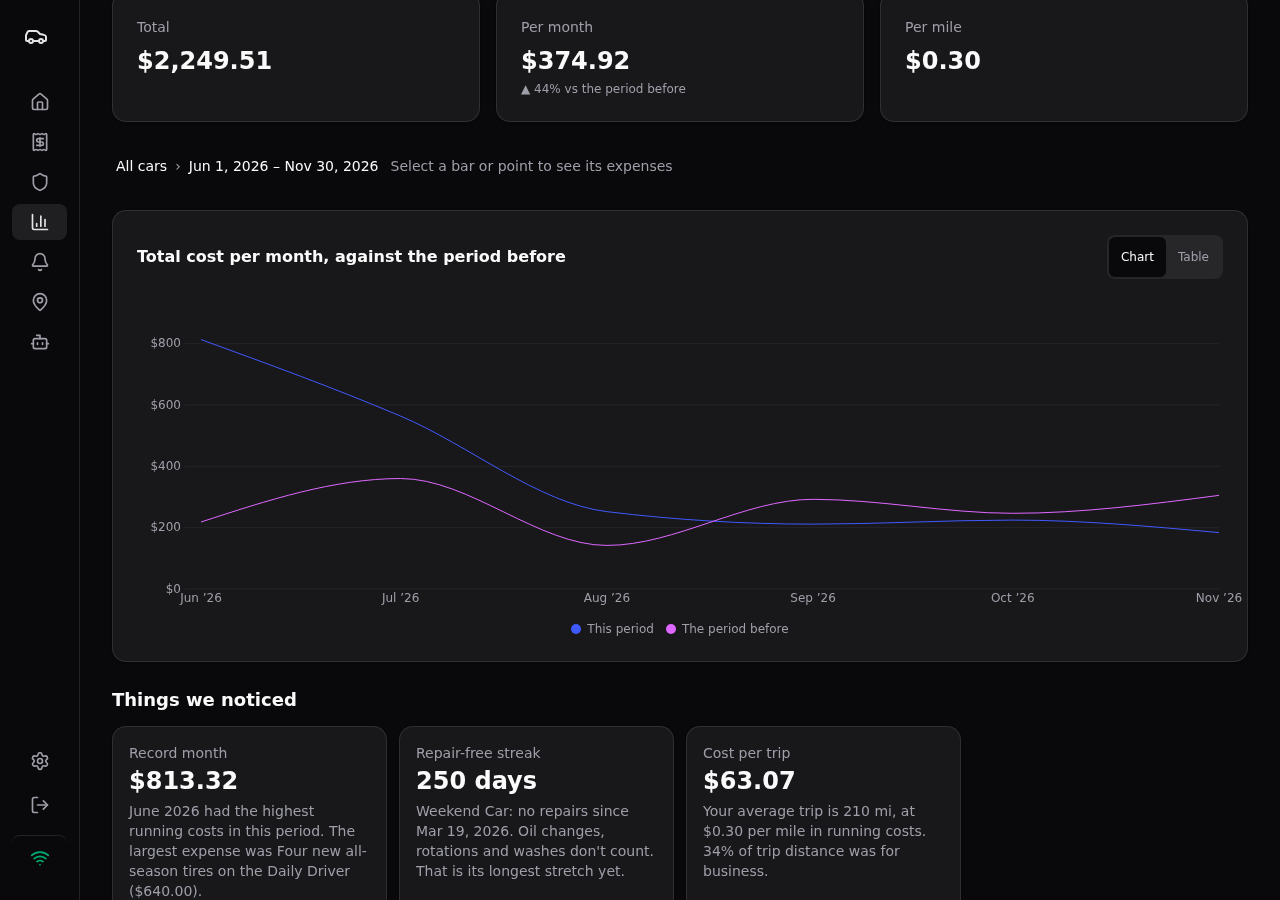 Total
$2,249.51
Per month
$374.92
▲ 44% vs the period before
Per mile
$0.30
All cars › Jun 1, 2026 – Nov 30, 2026 Select a bar or point to see its expenses
Total cost per month, against the period before
Chart Table
$800
$600
$400
$200
$0
Jun ’26 Jul ’26 Aug ’26 Sep ’26 Oct ’26 Nov ’26
This period The period before
Things we noticed
Record month
$813.32
June 2026 had the highest
running costs in this period. The
largest expense was Four new all-
season tires on the Daily Driver
($640.00).
Repair-free streak
250 days
Weekend Car: no repairs since
Mar 19, 2026. Oil changes,
rotations and washes don't count.
That is its longest stretch yet.
Cost per trip
$63.07
Your average trip is 210 mi, at
$0.30 per mile in running costs.
34% of trip distance was for
business.